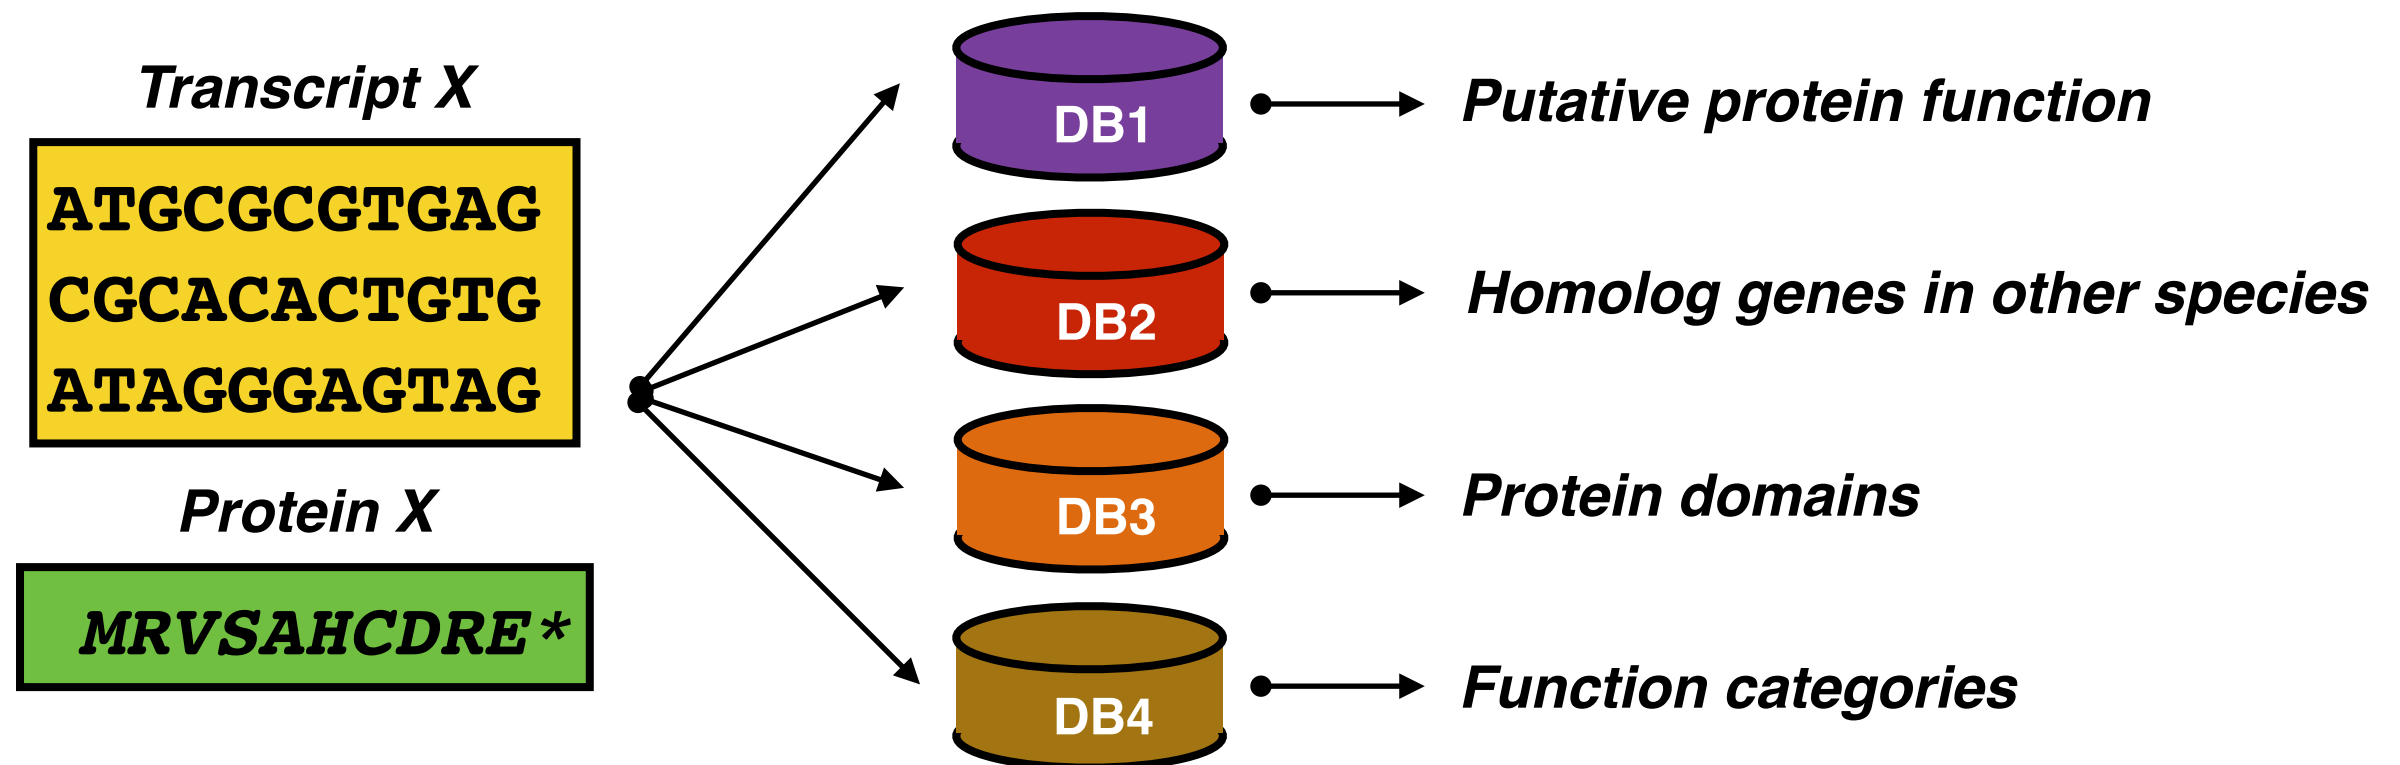 Transcript X
ATGCGCGTGAG
CGCACACTGTG
ATAGGGAGTAG
Protein X
MRVSAHCDRE*
DB1
Putative protein function
DB2
Homolog genes in other species
DB3
Protein domains
DB4
Function categories